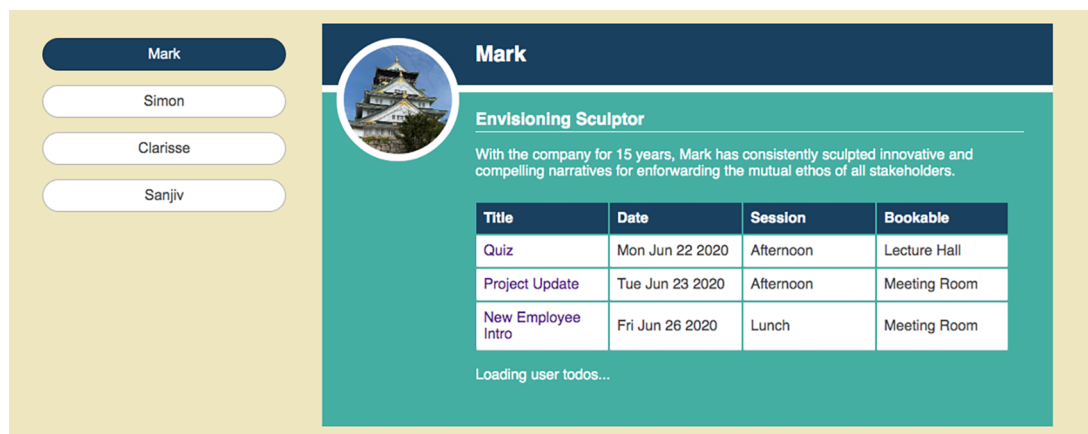 Mark
Simon
Clarisse
Sanjiv
Mark
Envisioning Sculptor
With the company for 15 years, Mark has consistently sculpted innovative and
compelling narratives for enforwarding the mutual ethos of all stakeholders.
Title Date Session Bookable
Quiz Mon Jun 22 2020 Afternoon Lecture Hall
Project Update Tue Jun 23 2020 Afternoon Meeting Room
New Employee
Intro Fri Jun 26 2020 Lunch Meeting Room
Loading user todos...